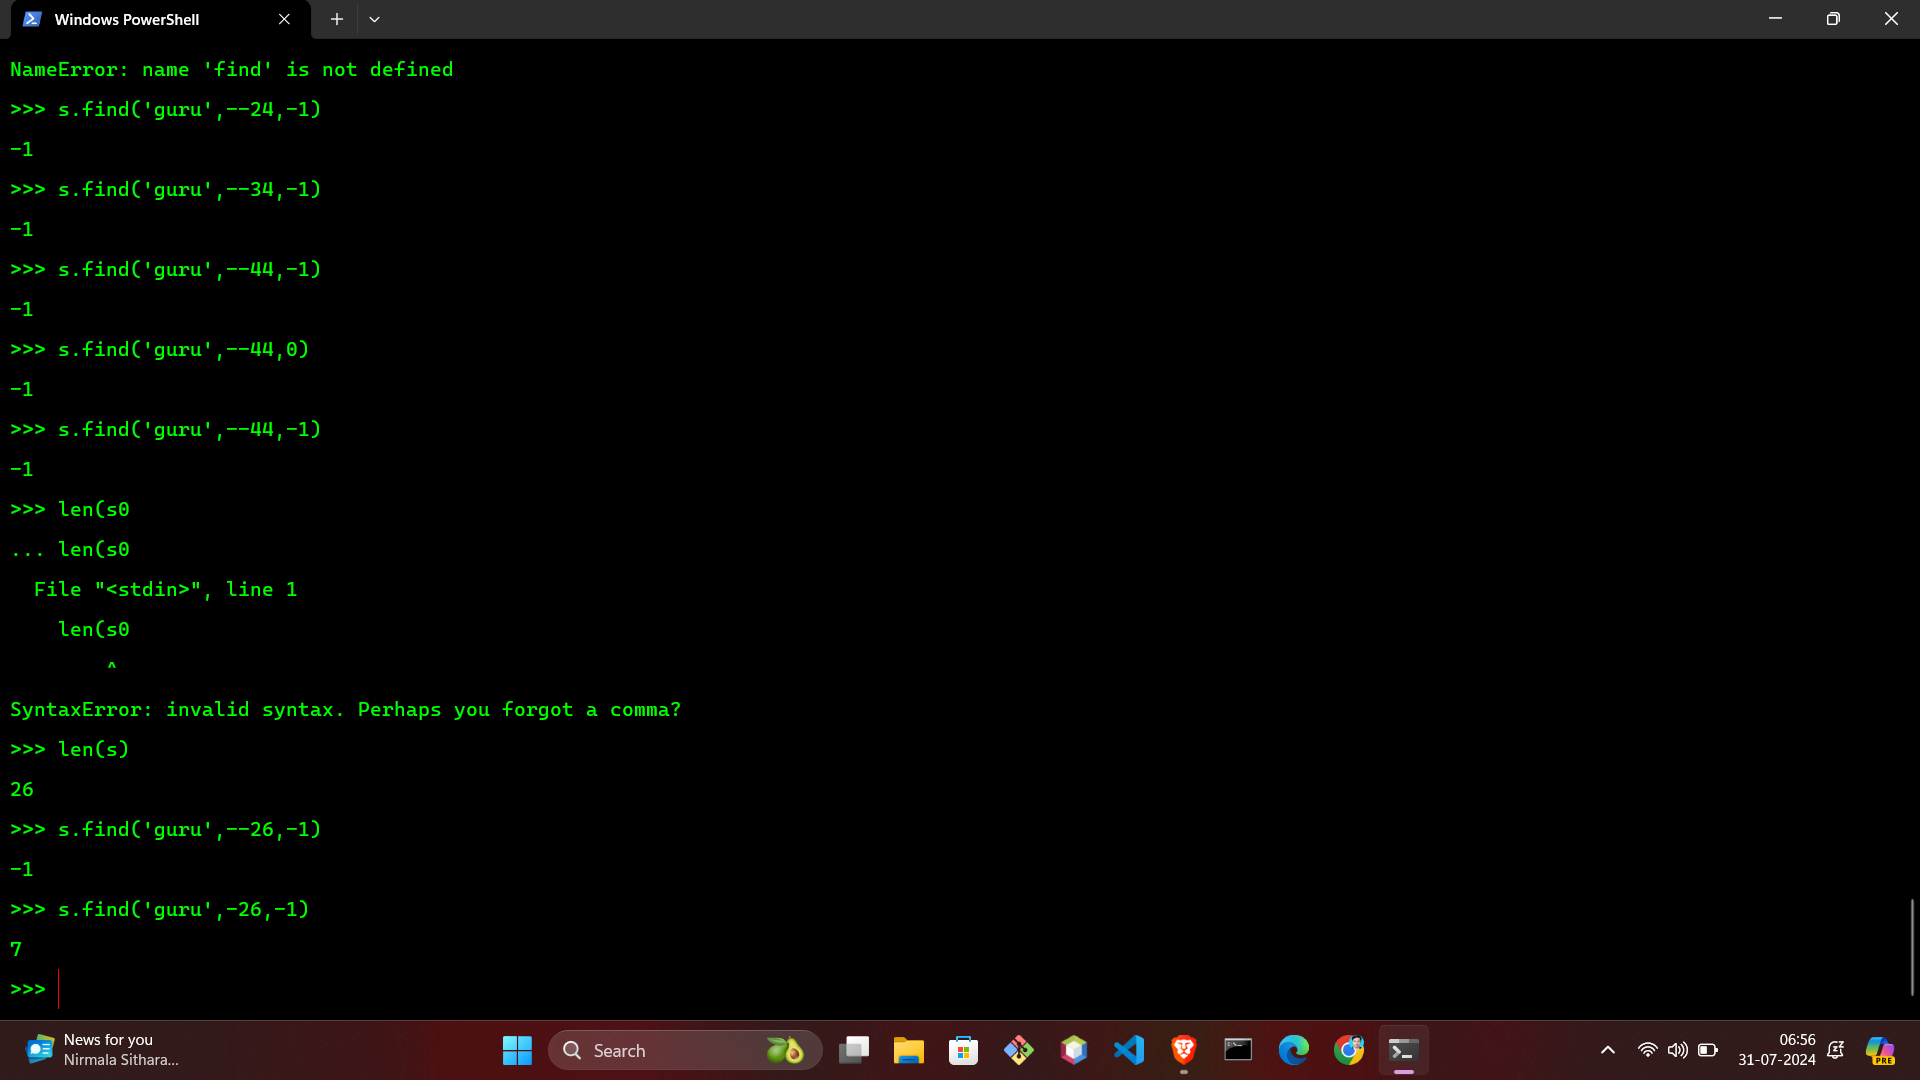 Windows PowerShell
NameError: name 'find' is not defined
>>> s.find('guru',--24,-1)
-1
>>> s.find('guru',--34,-1)
-1
>>> s.find('guru',--44,-1)
-1
>>> s.find('guru',--44,0)
-1
>>> s.find('guru',--44,-1)
-1
>>> len(s0
... len(s0
  File "<stdin>", line 1
    len(s0
        ^
SyntaxError: invalid syntax. Perhaps you forgot a comma?
>>> len(s)
26
>>> s.find('guru',--26,-1)
-1
>>> s.find('guru',-26,-1)
7
>>>
News for you
Nirmala Sithara...
Search
06:56
31-07-2024
PRE